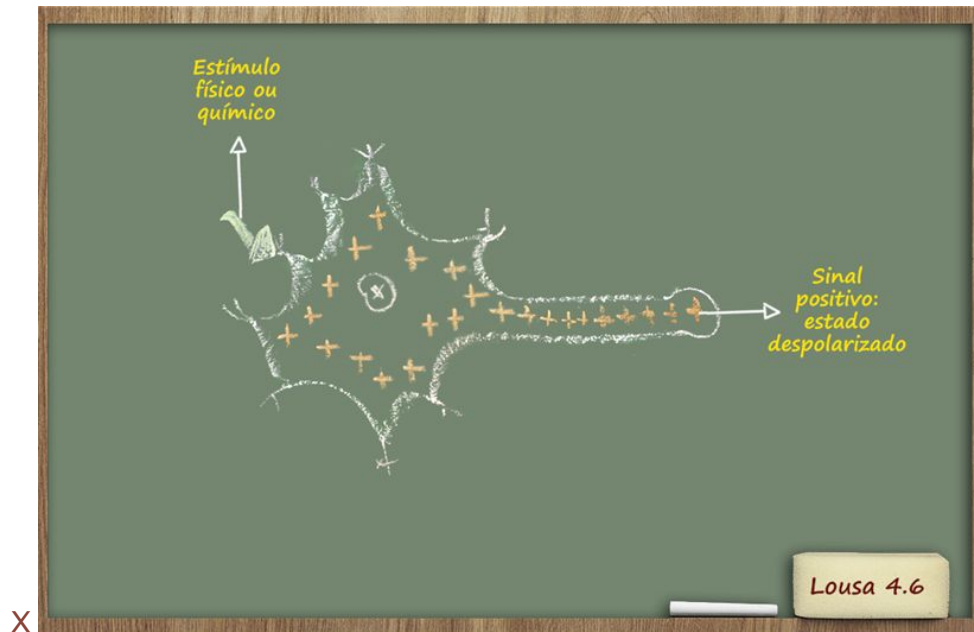 Estímulo
físico ou
químico
Sinal
positivo:
estado
despolarizado
Lousa 4.6
X